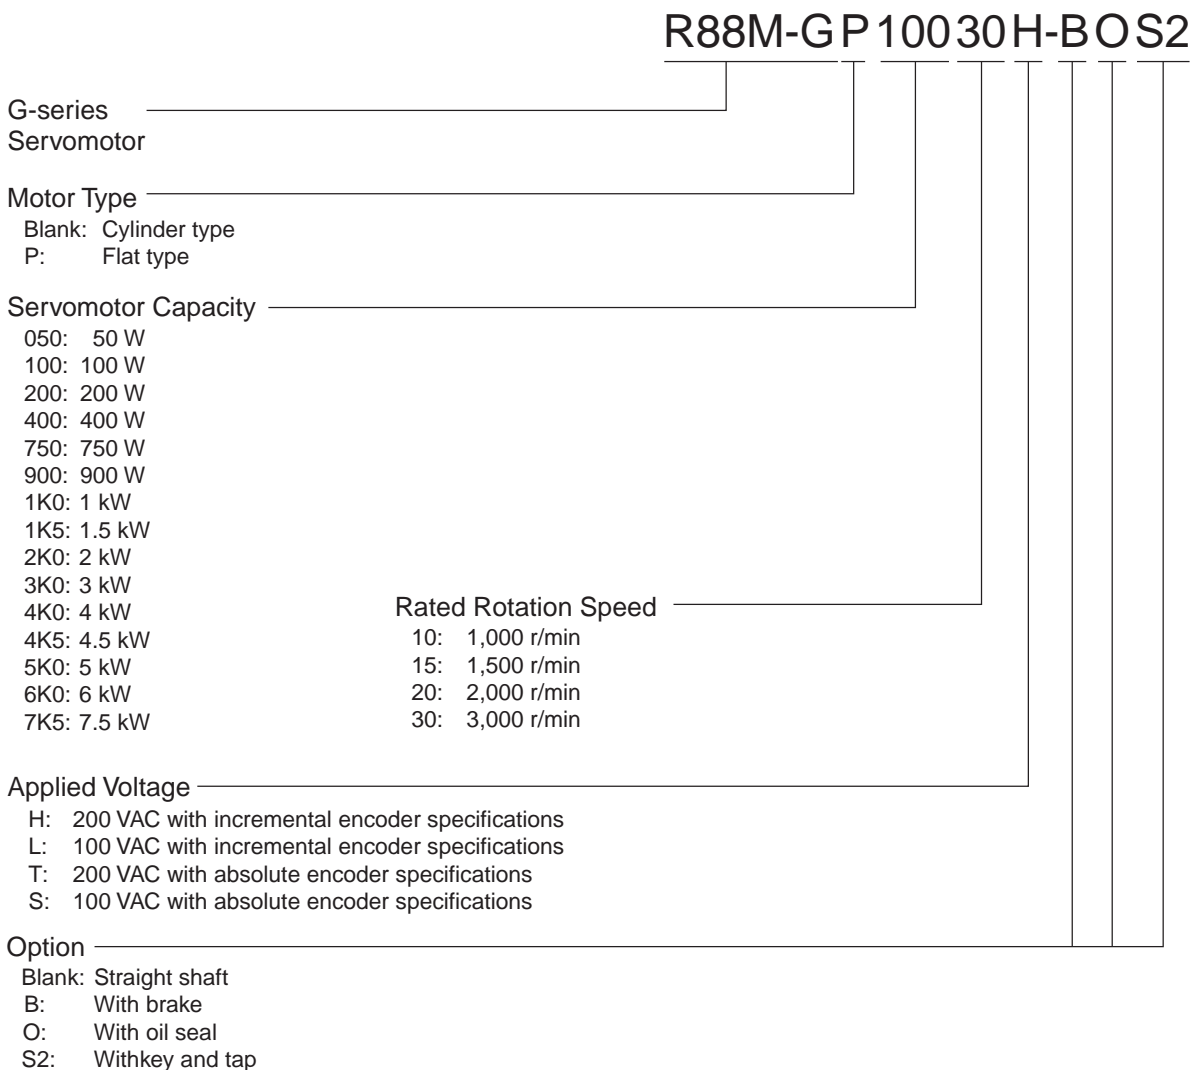 R88M-GP10030H-BOS2
G-series
Servomotor
Motor Type
Blank: Cylinder type
P: Flat type
Servomotor Capacity
050: 50 W
100: 100 W
200: 200 W
400: 400 W
750: 750 W
900: 900 W
1K0: 1 kW
1K5: 1.5 kW
2K0: 2 kW
3K0: 3 kW
4K0: 4 kW
4K5: 4.5 kW
5K0: 5 kW
6K0: 6 kW
7K5: 7.5 kW
Rated Rotation Speed
10: 1,000 r/min
15: 1,500 r/min
20: 2,000 r/min
30: 3,000 r/min
Applied Voltage
H: 200 VAC with incremental encoder specifications
L: 100 VAC with incremental encoder specifications
T: 200 VAC with absolute encoder specifications
S: 100 VAC with absolute encoder specifications
Option
Blank: Straight shaft
B: With brake
O: With oil seal
S2: Withkey and tap